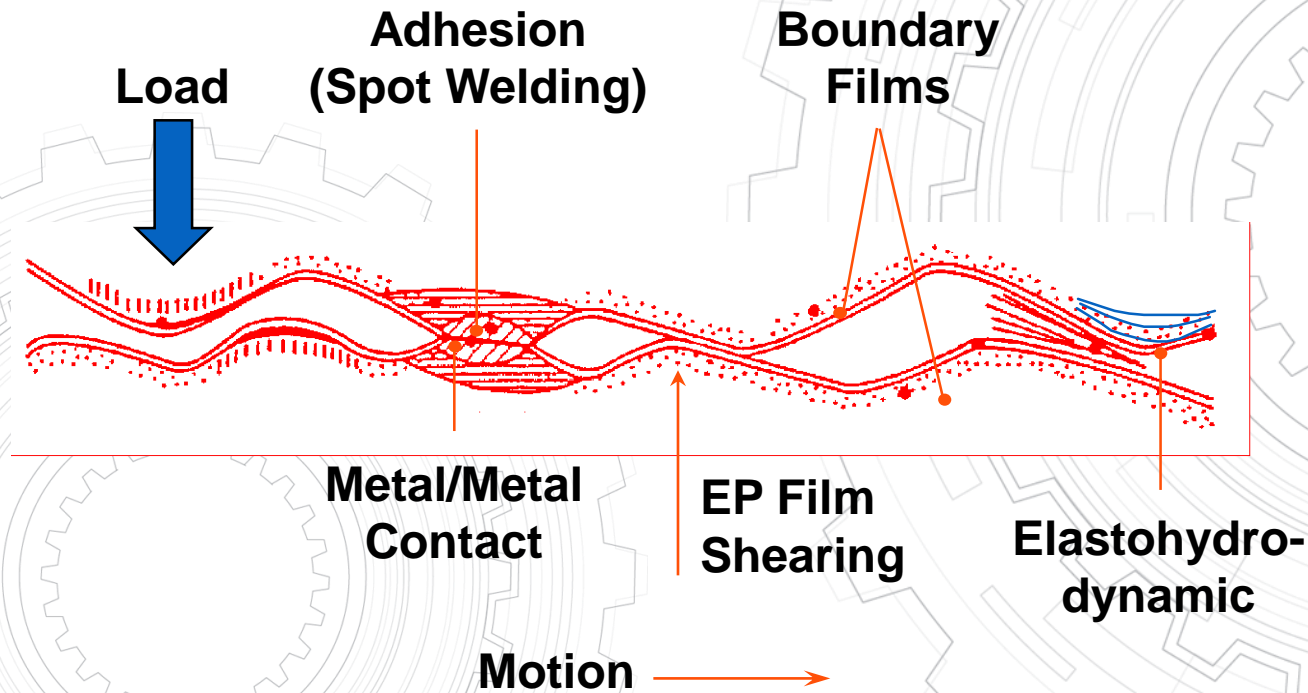 Load
Adhesion
(Spot Welding)
Boundary
Films
Metal/Metal
Contact
EP Film
Shearing
Elastohydro-
dynamic
Motion